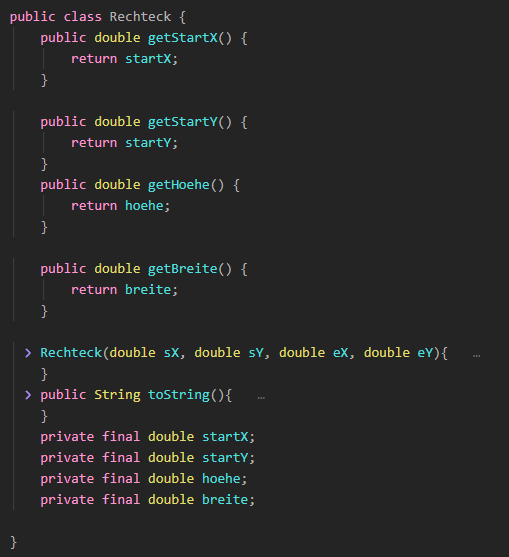 public class Rechteck {
public double getStartX() {
return startX;
}
public double getStartY() {
return startY;
}
public double getHoehe() {
return hoehe;
}
public double getBreite() {
return breite;
}
Rechteck(double sX, double sY, double eX, double eY){ …
}
public String toString(){ …
}
private final double startX;
private final double startY;
private final double hoehe;
private final double breite;
}